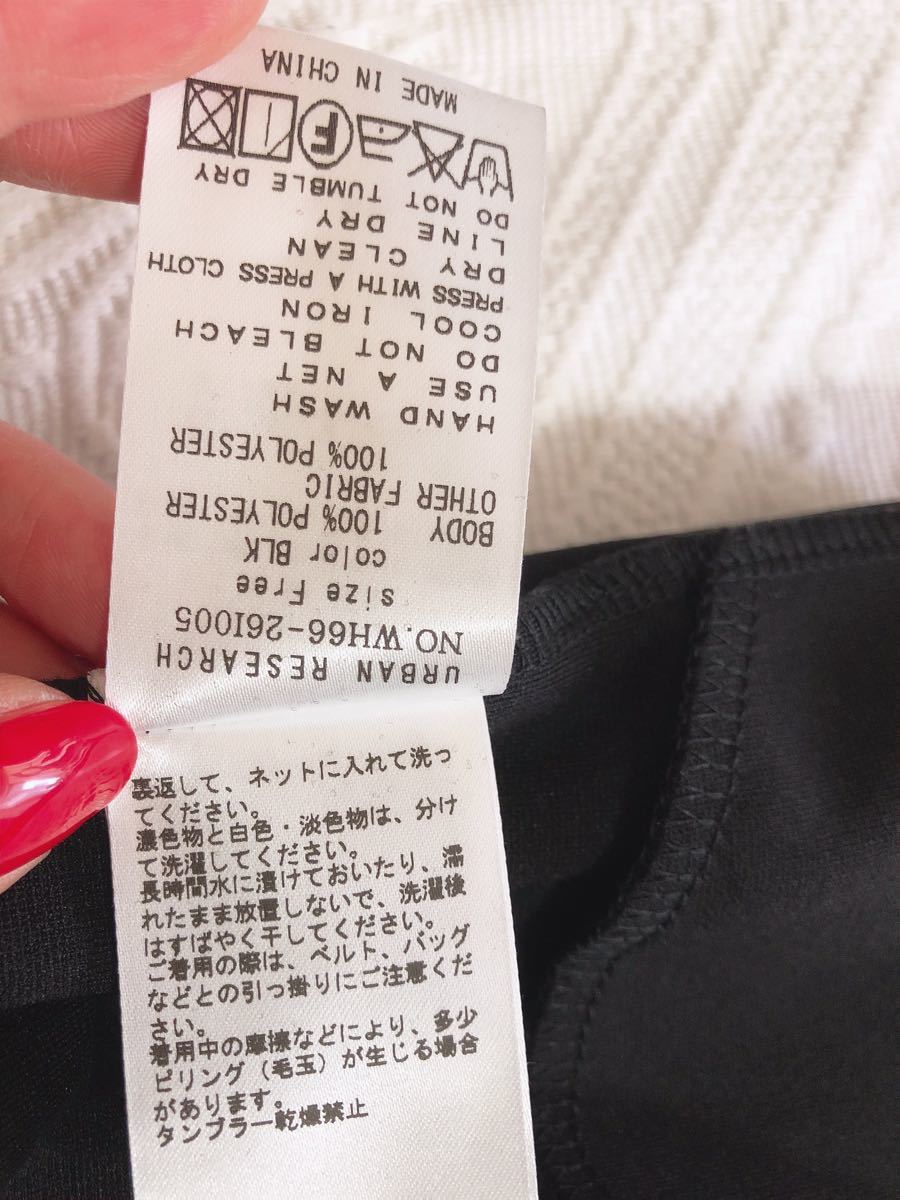 URBAN RESEARCH
NO.WH66-26I005
size Free
color BLK
BODY
100% POLYESTER
OTHER FABRIC
100% POLYESTER
HAND WASH
USE A NET
DO NOT BLEACH
COOL IRON
PRESS WITH A PRESS CLOTH
DRY CLEAN
LINE DRY
DO NOT TUMBLE DRY
F
MADE IN CHINA
裏返して、ネットに入れて洗っ
てください。
濃色物と白色・淡色物は、分け
て洗濯してください。
長時間水に漬けておいたり、濡
れたまま放置しないで、洗濯後
はすばやく干してください。
ご着用の際は、ベルト、バッグ
などとの引っ掛りにご注意くだ
さい。
着用中の摩擦などにより、多少
ピリング（毛玉）が生じる場合
があります。
タンブラー乾燥禁止